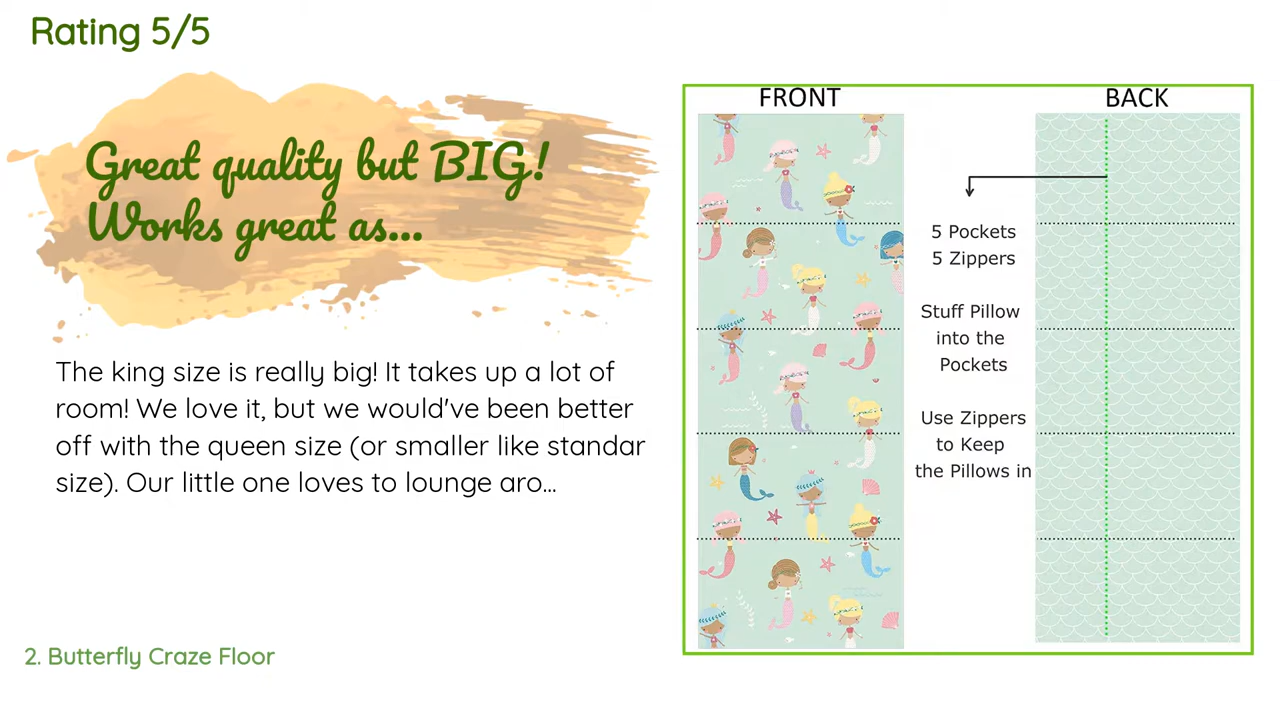 Rating 5/5
Great quality but BIG!
Works great as...
The king size is really big! It takes up a lot of
room! We love it, but we would've been better
off with the queen size (or smaller like standar
size). Our little one loves to lounge aro...
2. Butterfly Craze Floor
FRONT
BACK
5 Pockets
5 Zippers
Stuff Pillow
into the
Pockets
Use Zippers
to Keep
the Pillows in